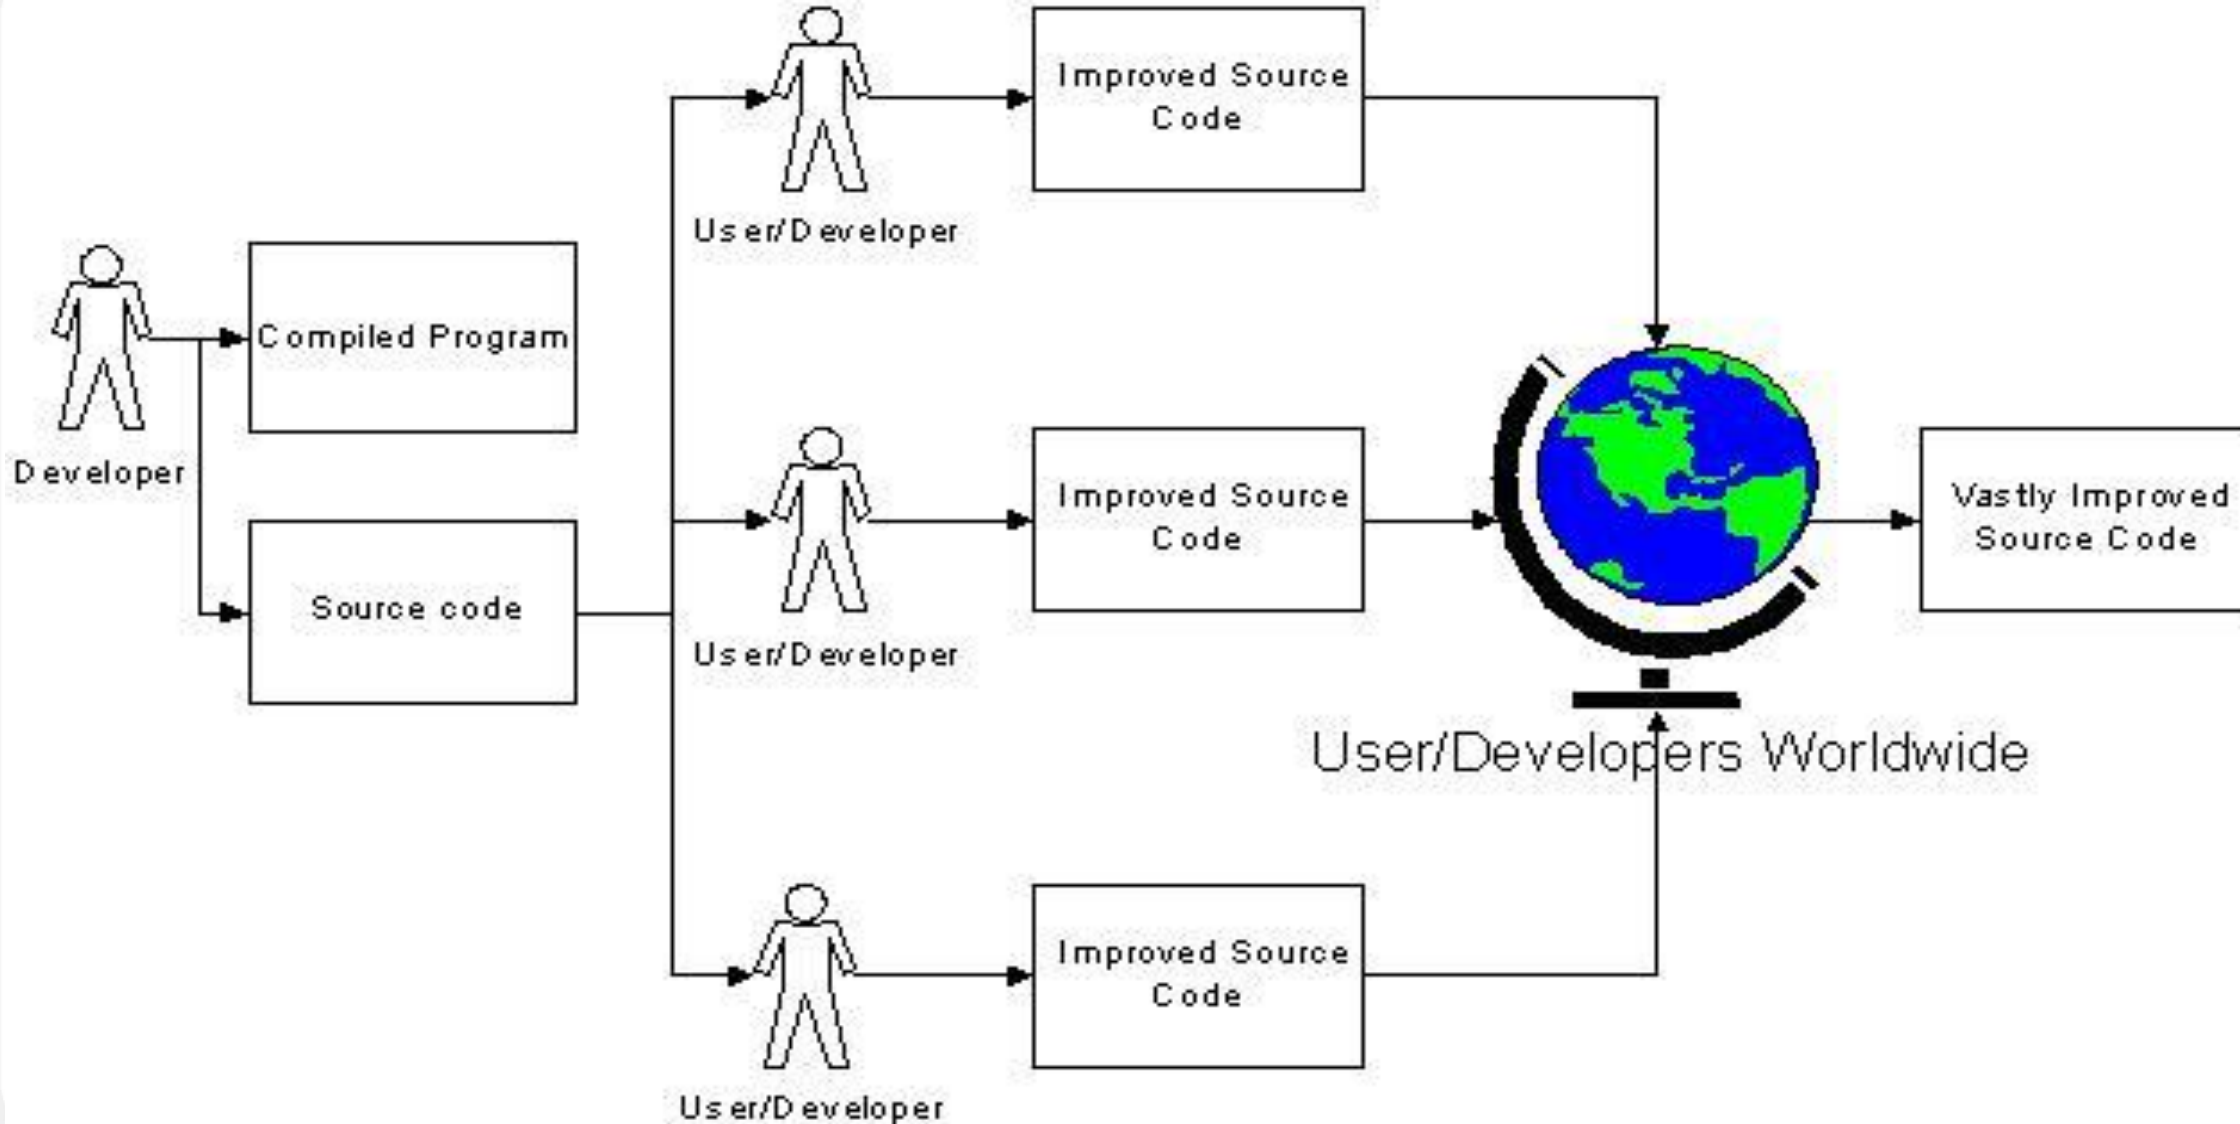 Improved Source
Code
User/Developer
Compiled Program
Developer
Source code
Improved Source
Code
User/Developer
Vastly Improved
Source Code
User/Developers Worldwide
Improved Source
Code
User/Developer